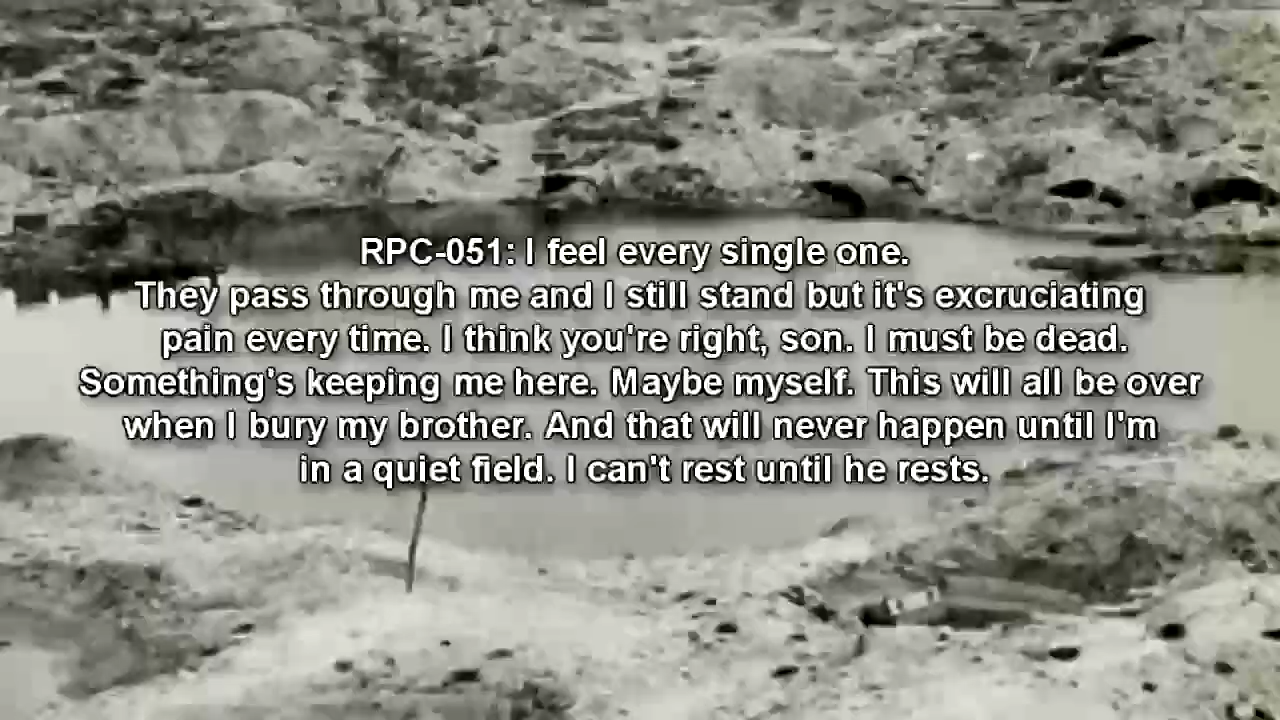 RPC-051: I feel every single one.
They pass through me and I still stand but it's excruciating
pain every time. I think you're right, son. I must be dead.
Something's keeping me here. Maybe myself. This will all be over
when I bury my brother. And that will never happen until I'm
in a quiet field. I can't rest until he rests.